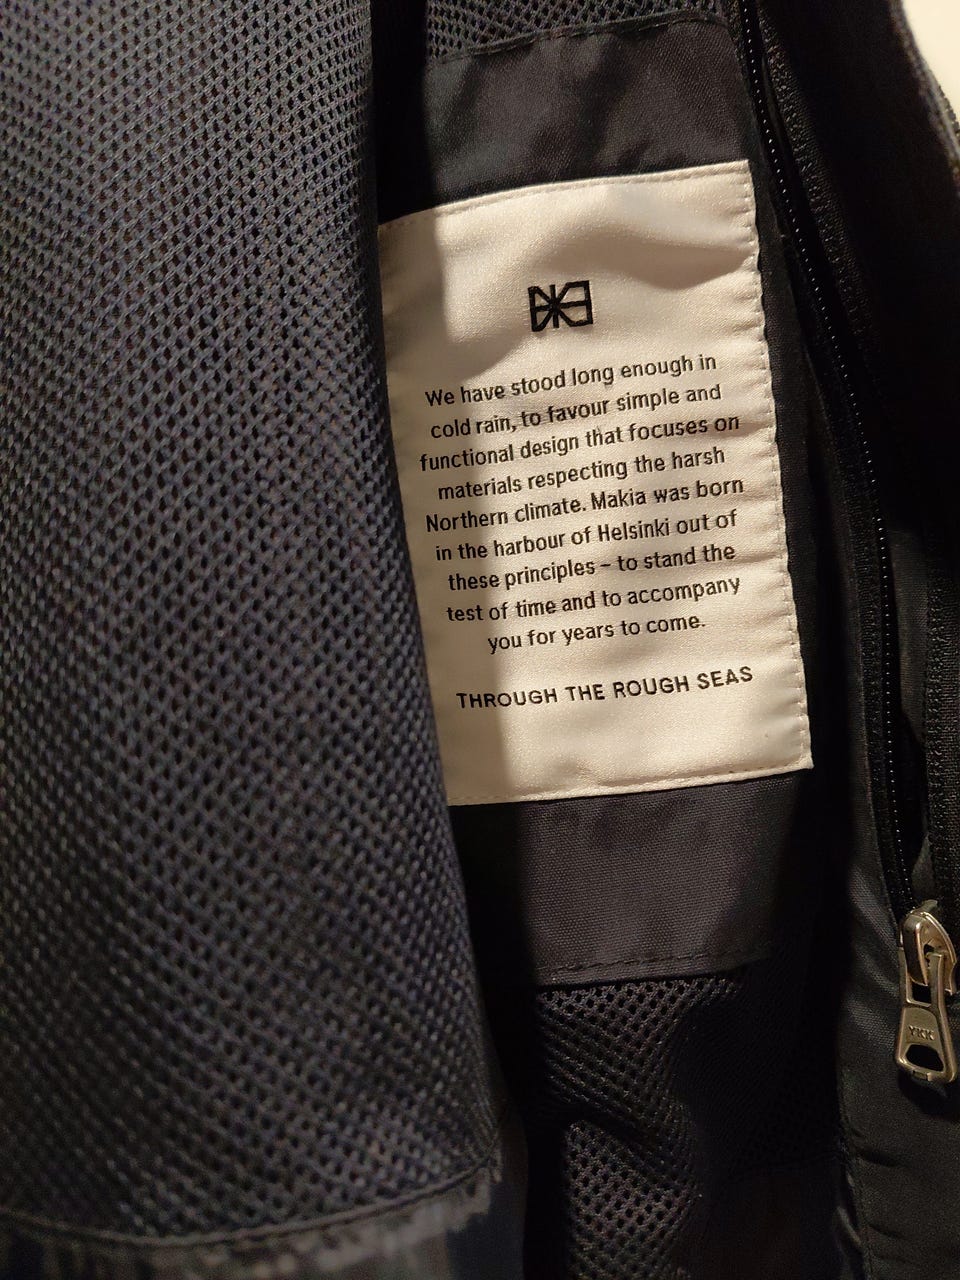 We have stood long enough in
cold rain, to favour simple and
functional design that focuses on
materials respecting the harsh
Northern climate. Makia was born
in the harbour of Helsinki out of
these principles – to stand the
test of time and to accompany
you for years to come.
THROUGH THE ROUGH SEAS
YKK